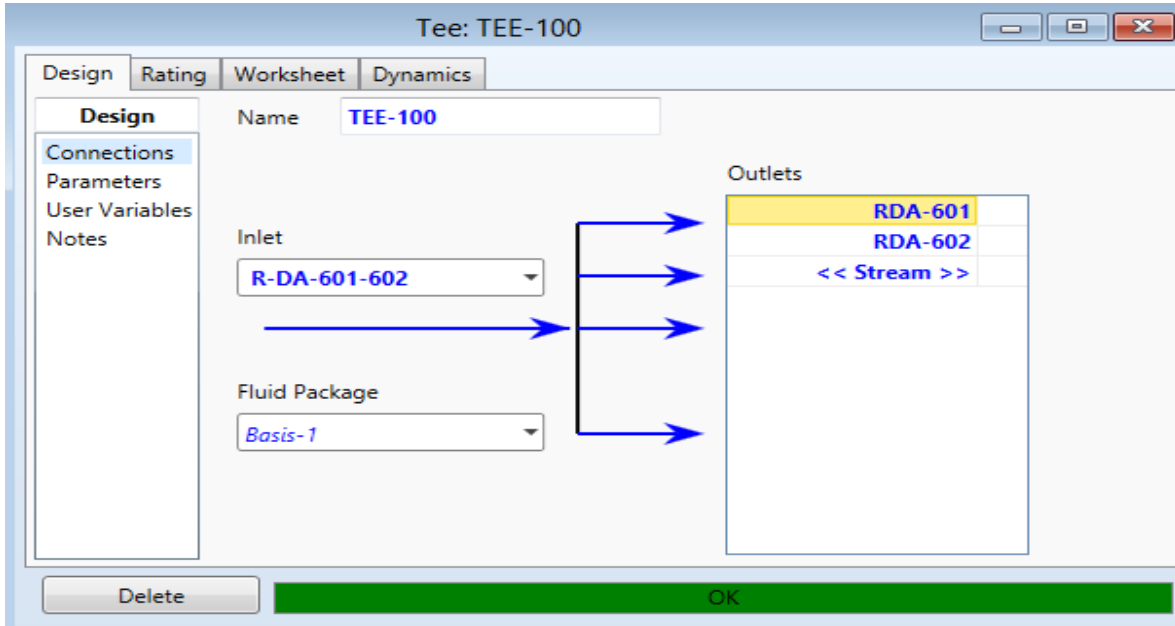 Tee: TEE-100
Design Rating Worksheet Dynamics
Design
Connections
Parameters
User Variables
Notes
Name TEE-100
Inlet
R-DA-601-602
Fluid Package
Basis-1
Outlets
RDA-601
RDA-602
<< Stream >>
Delete OK